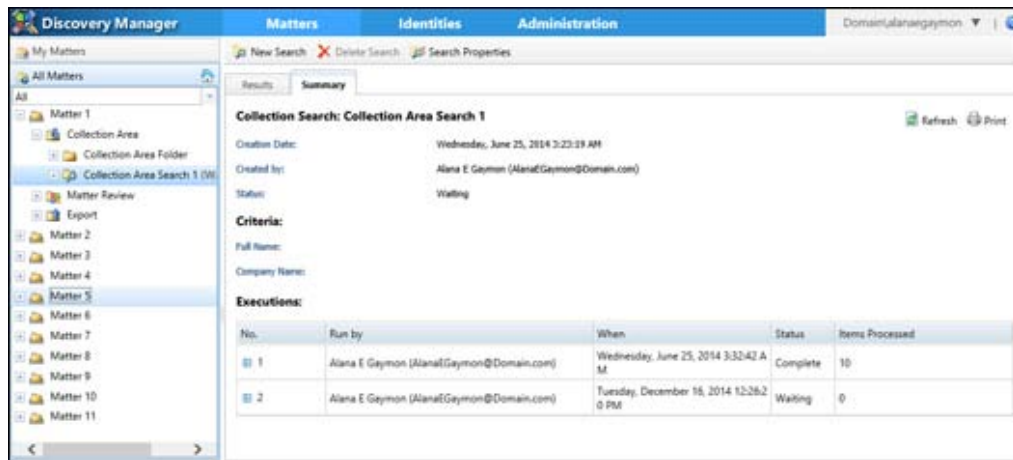 Discovery Manager
Matters Identities Administration
Domain\alanaegaymon
My Matters
New Search Delete Search Search Properties
All Matters
All
Results Summary
Matter 1
Collection Area
Collection Area Folder
Collection Area Search 1 (W
Matter Review
Export
Matter 2
Matter 3
Matter 4
Matter 5
Matter 6
Matter 7
Matter 8
Matter 9
Matter 10
Matter 11
Collection Search: Collection Area Search 1
Refresh Print
Creation Date: Wednesday, June 25, 2014 3:23:19 AM
Created by: Alana E Gaymon (AlanaEGaymon@Domain.com)
Status: Waiting
Criteria:
Full Name:
Company Name:
Executions:
No. Run by When Status Items Processed
1 Alana E Gaymon (AlanaEGaymon@Domain.com) Wednesday, June 25, 2014 3:32:42 A
M Complete 10
2 Alana E Gaymon (AlanaEGaymon@Domain.com) Tuesday, December 16, 2014 12:26:2
0 PM Waiting 0